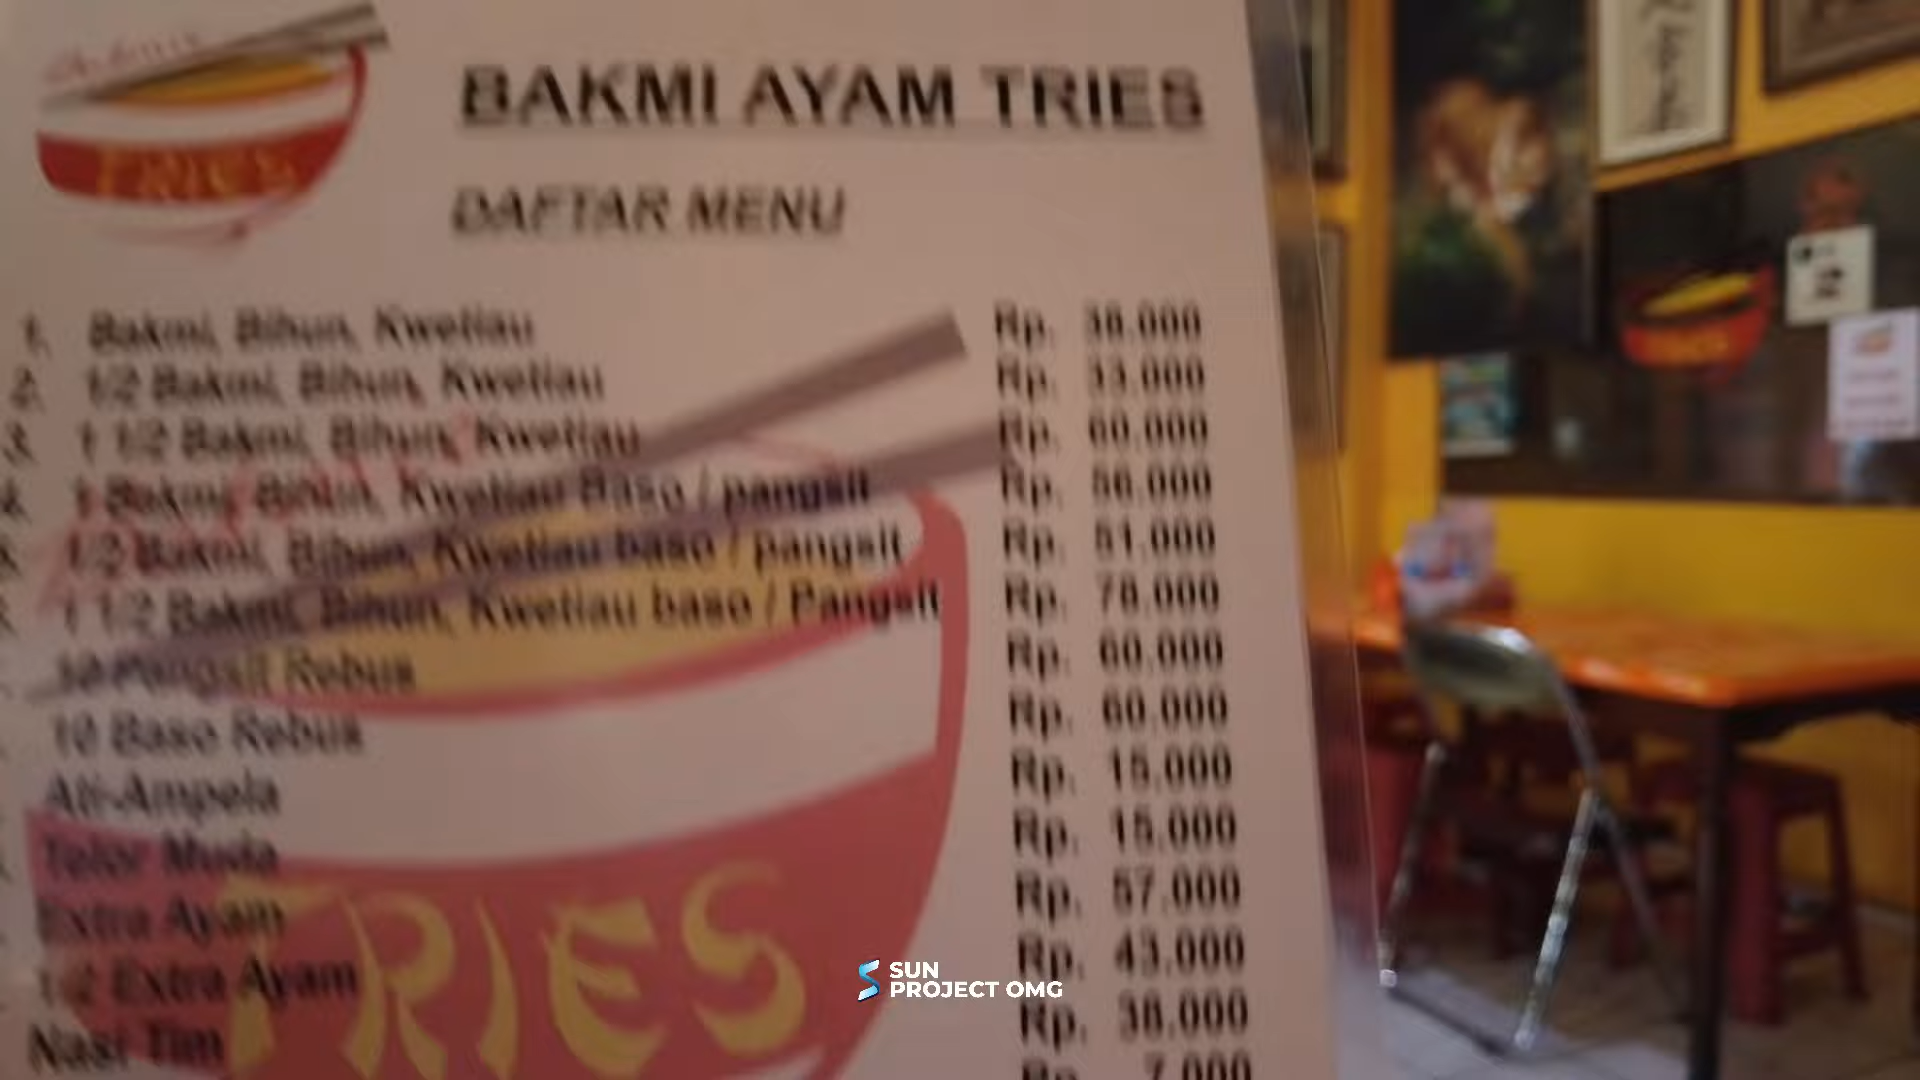 TRIES
BAKMI AYAM TRIES
DAFTAR MENU
1. Bakmi, Bihun, Kwetiau Rp. 38.000
2. 1/2 Bakmi, Bihun, Kwetiau Rp. 33.000
3. 1 1/2 Bakmi, Bihun, Kwetiau Rp. 60.000
4. 1 Bakmi, Bihun, Kwetiau Baso / pangsit Rp. 56.000
1/2 Bakmi, Bihun, Kwetiau baso / pangsit Rp. 51.000
1 1/2 Bakmi, Bihun, Kwetiau baso / Pangsit Rp. 78.000
10 Pangsit Rebus Rp. 60.000
10 Baso Rebus Rp. 60.000
Ati-Ampela Rp. 15.000
Telor Muda Rp. 15.000
Extra Ayam Rp. 57.000
1/2 Extra Ayam Rp. 43.000
Nasi Tim Rp. 38.000
Rp. 7.000
TRIES
SUN
PROJECT OMG